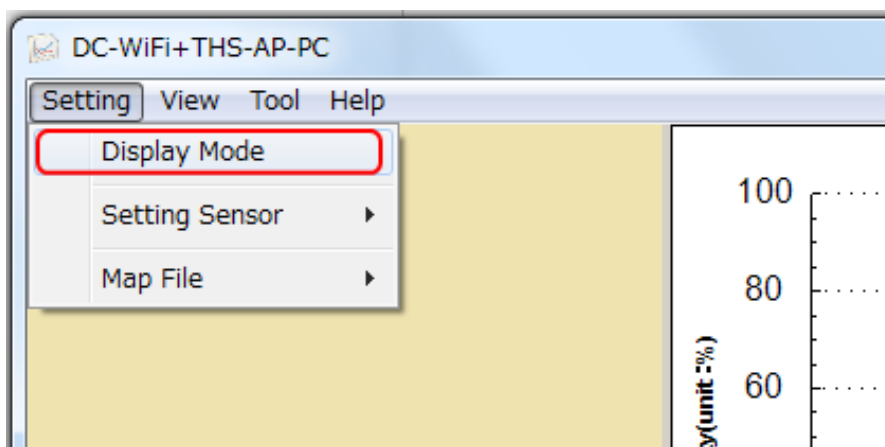 DC-WiFi+THS-AP-PC
Setting View Tool Help
Display Mode
Setting Sensor
Map File
100
80
60
(unit :%)